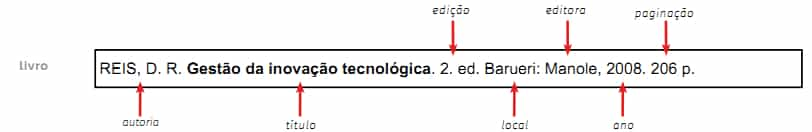 edição editora paginação
livro
REIS, D. R. Gestão da inovação tecnológica. 2. ed. Barueri: Manole, 2008. 206 p.
autoria título local ano